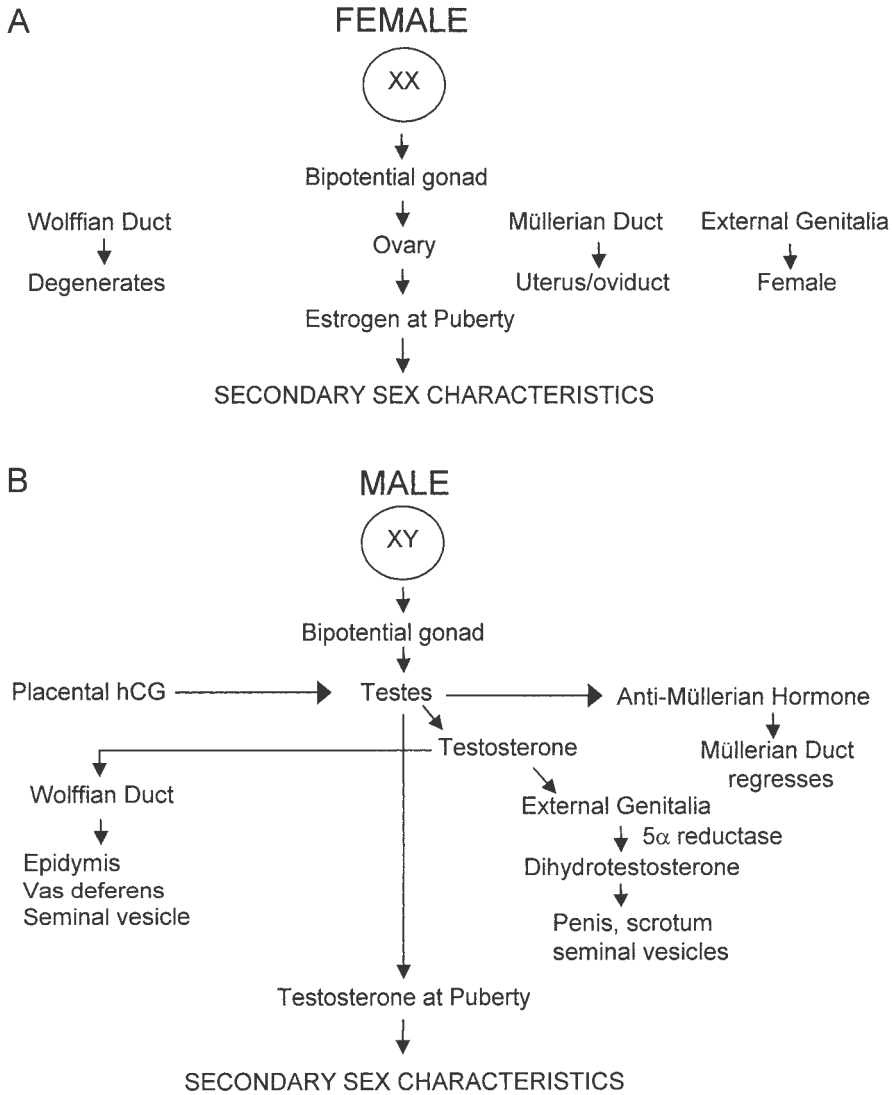 A
FEMALE
XX
Bipotential gonad
Wolffian Duct
Degenerates
Ovary
Müllerian Duct
Uterus/oviduct
External Genitalia
Female
Estrogen at Puberty
SECONDARY SEX CHARACTERISTICS
B
MALE
XY
Bipotential gonad
Placental hCG
Testes
Anti-Müllerian Hormone
Müllerian Duct
regresses
Testosterone
Wolffian Duct
Epidymis
Vas deferens
Seminal vesicle
External Genitalia
5α reductase
Dihydrotestosterone
Penis, scrotum
seminal vesicles
Testosterone at Puberty
SECONDARY SEX CHARACTERISTICS